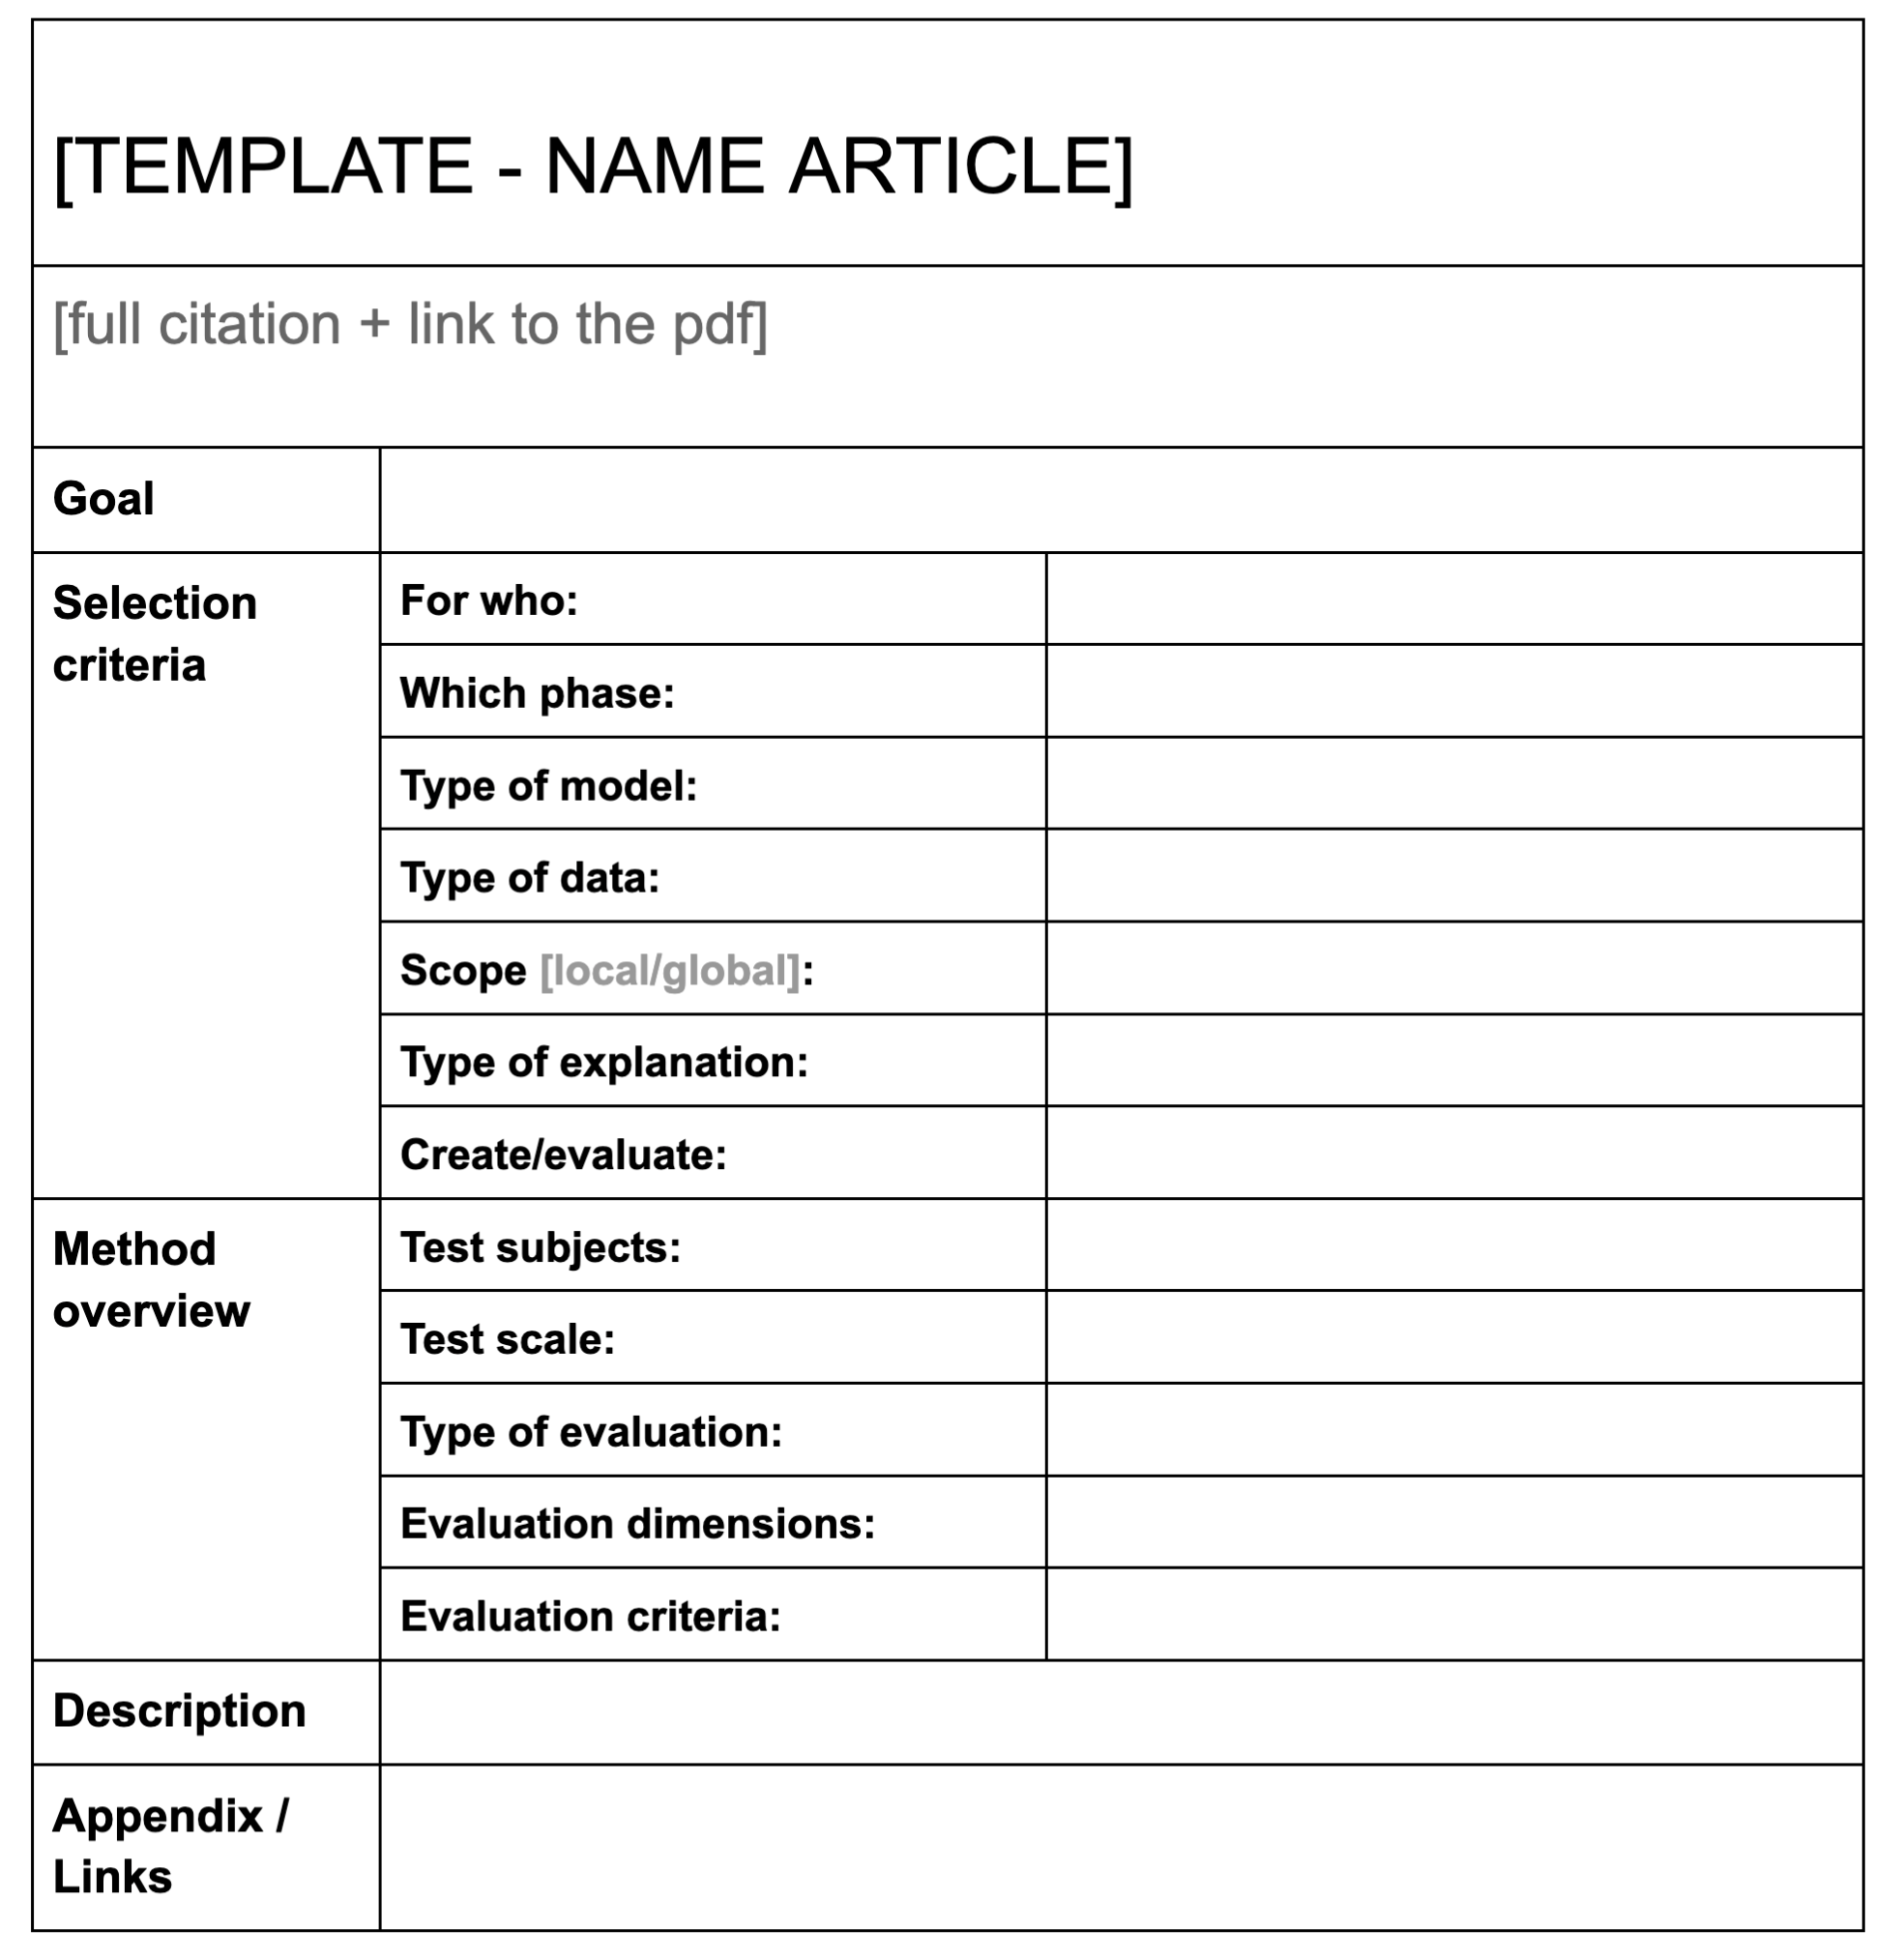 [TEMPLATE - NAME ARTICLE]
[full citation + link to the pdf]
Goal
Selection
criteria
For who:
Which phase:
Type of model:
Type of data:
Scope [local/global]:
Type of explanation:
Create/evaluate:
Method
overview
Test subjects:
Test scale:
Type of evaluation:
Evaluation dimensions:
Evaluation criteria:
Description
Appendix /
Links